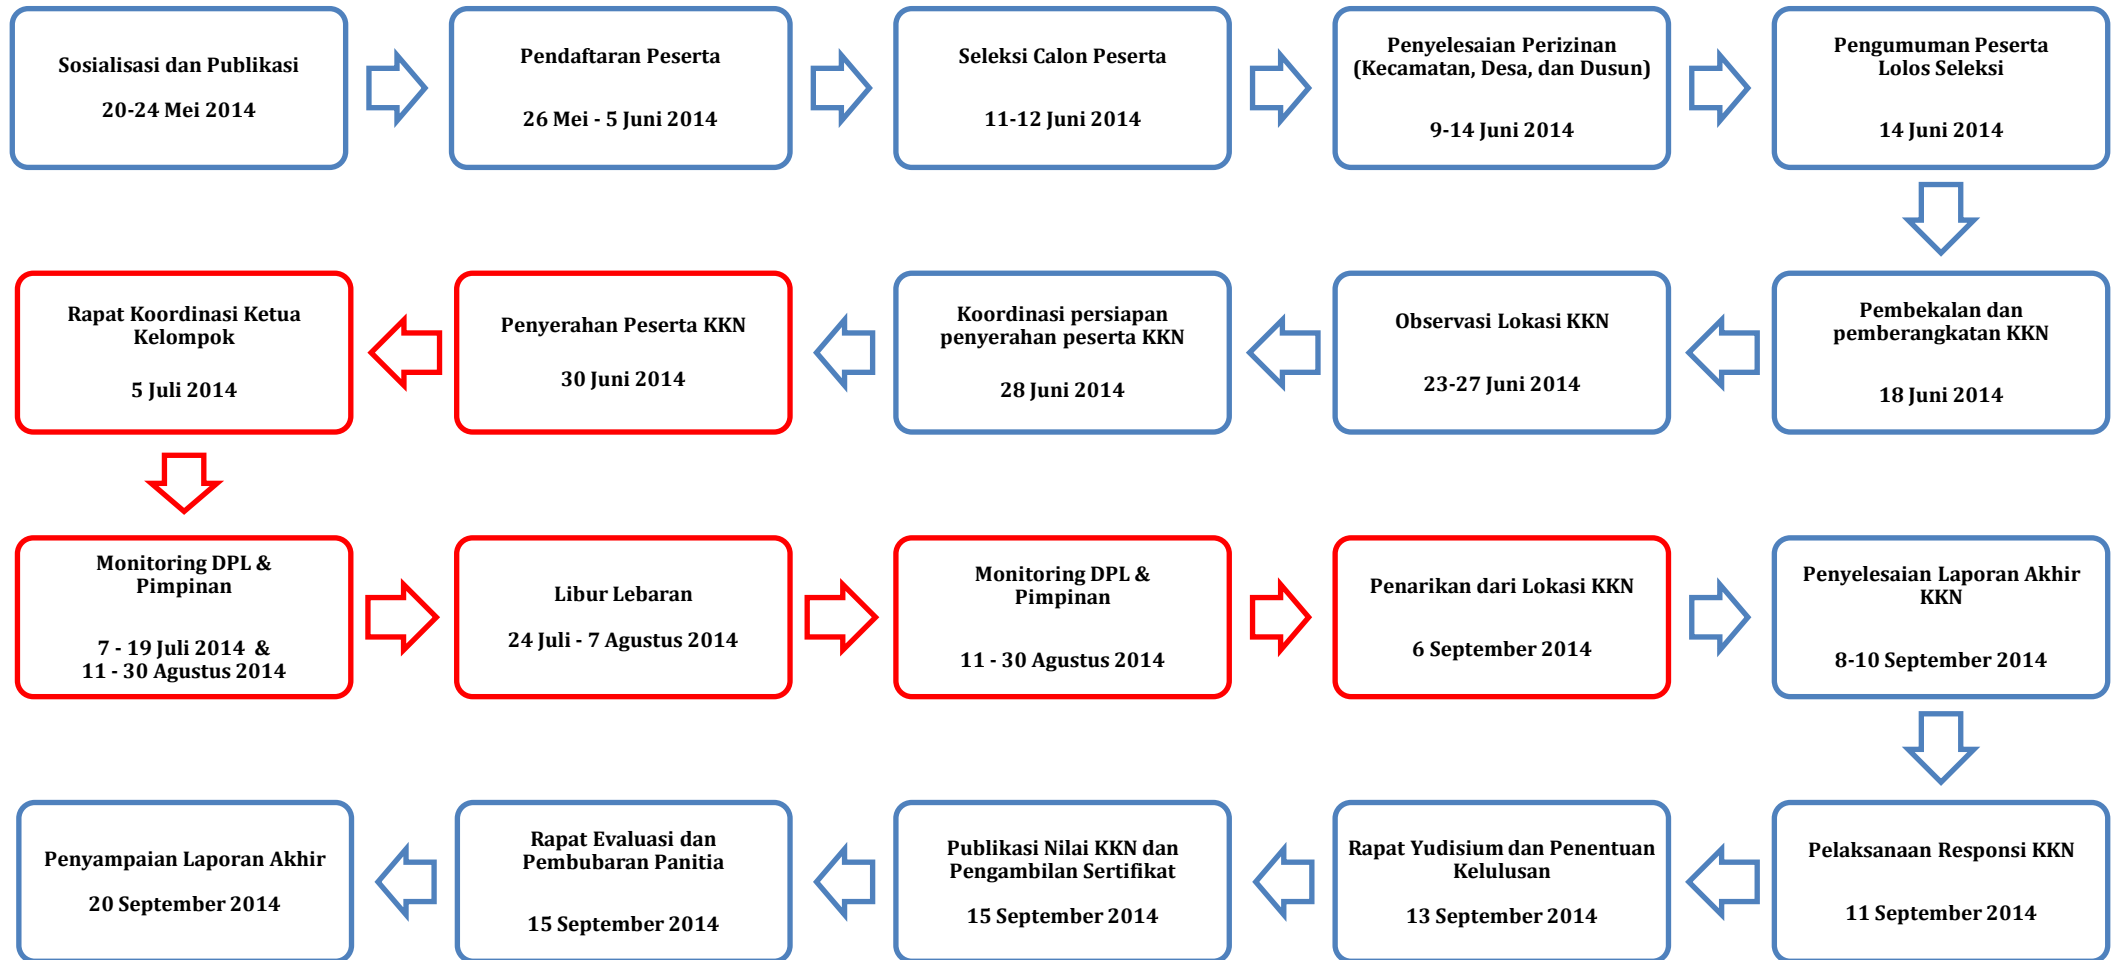 Sosialisasi dan Publikasi
20-24 Mei 2014
Pendaftaran Peserta
26 Mei - 5 Juni 2014
Seleksi Calon Peserta
11-12 Juni 2014
Penyelesaian Perizinan
(Kecamatan, Desa, dan Dusun)
9-14 Juni 2014
Pengumuman Peserta
Lolos Seleksi
14 Juni 2014
Pembekalan dan
pemberangkatan KKN
18 Juni 2014
Observasi Lokasi KKN
23-27 Juni 2014
Koordinasi persiapan
penyerahan peserta KKN
28 Juni 2014
Penyerahan Peserta KKN
30 Juni 2014
Rapat Koordinasi Ketua
Kelompok
5 Juli 2014
Monitoring DPL &
Pimpinan
7 - 19 Juli 2014 &
11 - 30 Agustus 2014
Libur Lebaran
24 Juli - 7 Agustus 2014
Monitoring DPL &
Pimpinan
11 - 30 Agustus 2014
Penarikan dari Lokasi KKN
6 September 2014
Penyelesaian Laporan Akhir
KKN
8-10 September 2014
Pelaksanaan Responsi KKN
11 September 2014
Rapat Yudisium dan Penentuan
Kelulusan
13 September 2014
Publikasi Nilai KKN dan
Pengambilan Sertifikat
15 September 2014
Rapat Evaluasi dan
Pembubaran Panitia
15 September 2014
Penyampaian Laporan Akhir
20 September 2014